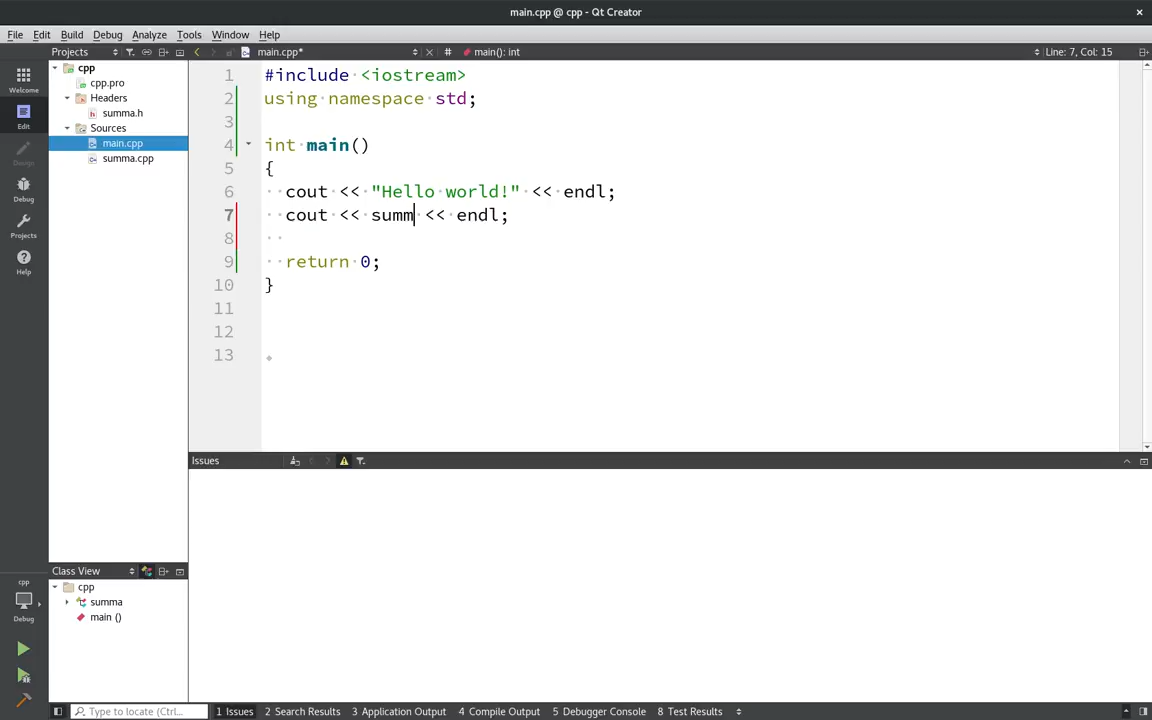 main.cpp @ cpp - Qt Creator
File Edit Build Debug Analyze Tools Window Help
Projects main.cpp* # main(): int Line: 7, Col: 15
Welcome
Edit
Design
Debug
Projects
Help
cpp
cpp.pro
Headers
summa.h
Sources
main.cpp
summa.cpp
1 #include <iostream>
2 using namespace std;
3
4 int main()
5 {
6 cout << "Hello world!" << endl;
7 cout << summ << endl;
8
9 return 0;
10 }
11
12
13
Issues
Class View
cpp
summa
main ()
cpp
Debug
Type to locate (Ctrl... 1 Issues 2 Search Results 3 Application Output 4 Compile Output 5 Debugger Console 8 Test Results